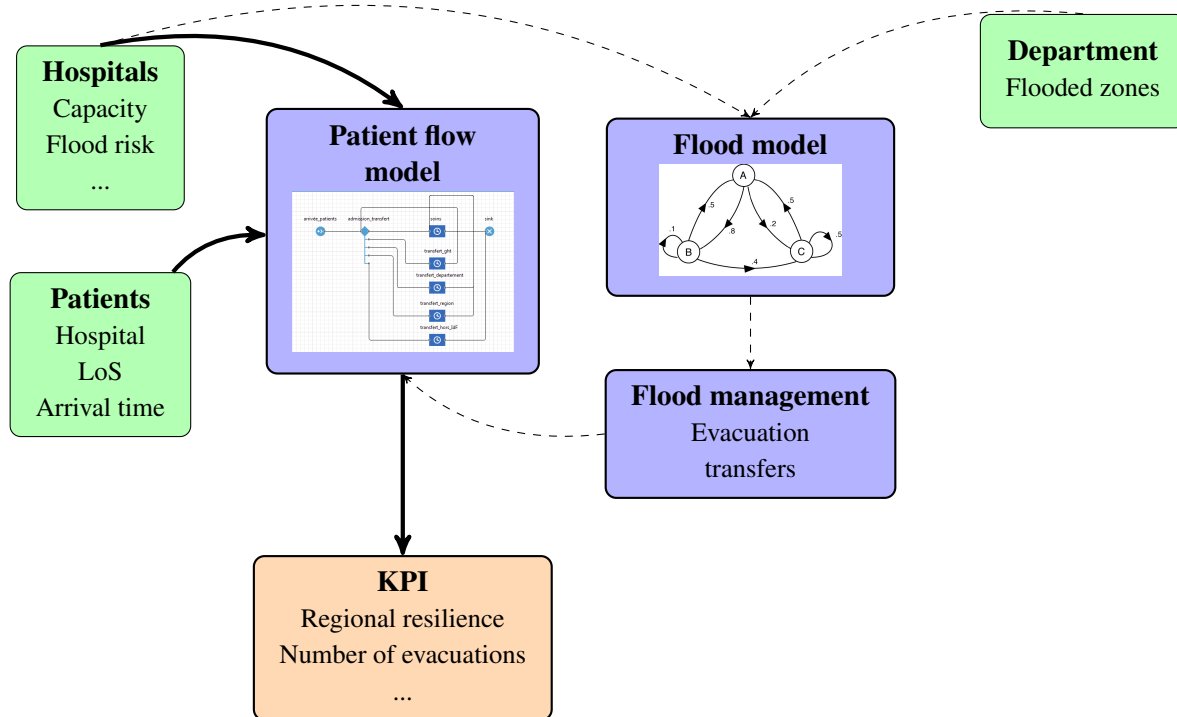 Hospitals
Capacity
Flood risk
...
Department
Flooded zones
Patient flow
model
arrivée_patients
admission_transfert
soins
sink
transfert_ght
transfert_departement
transfert_region
transfert_hors_IdF
Flood model
A
.5
.8
.2
.5
.1
B
C
.5
.4
Patients
Hospital
LoS
Arrival time
Flood management
Evacuation
transfers
KPI
Regional resilience
Number of evacuations
...